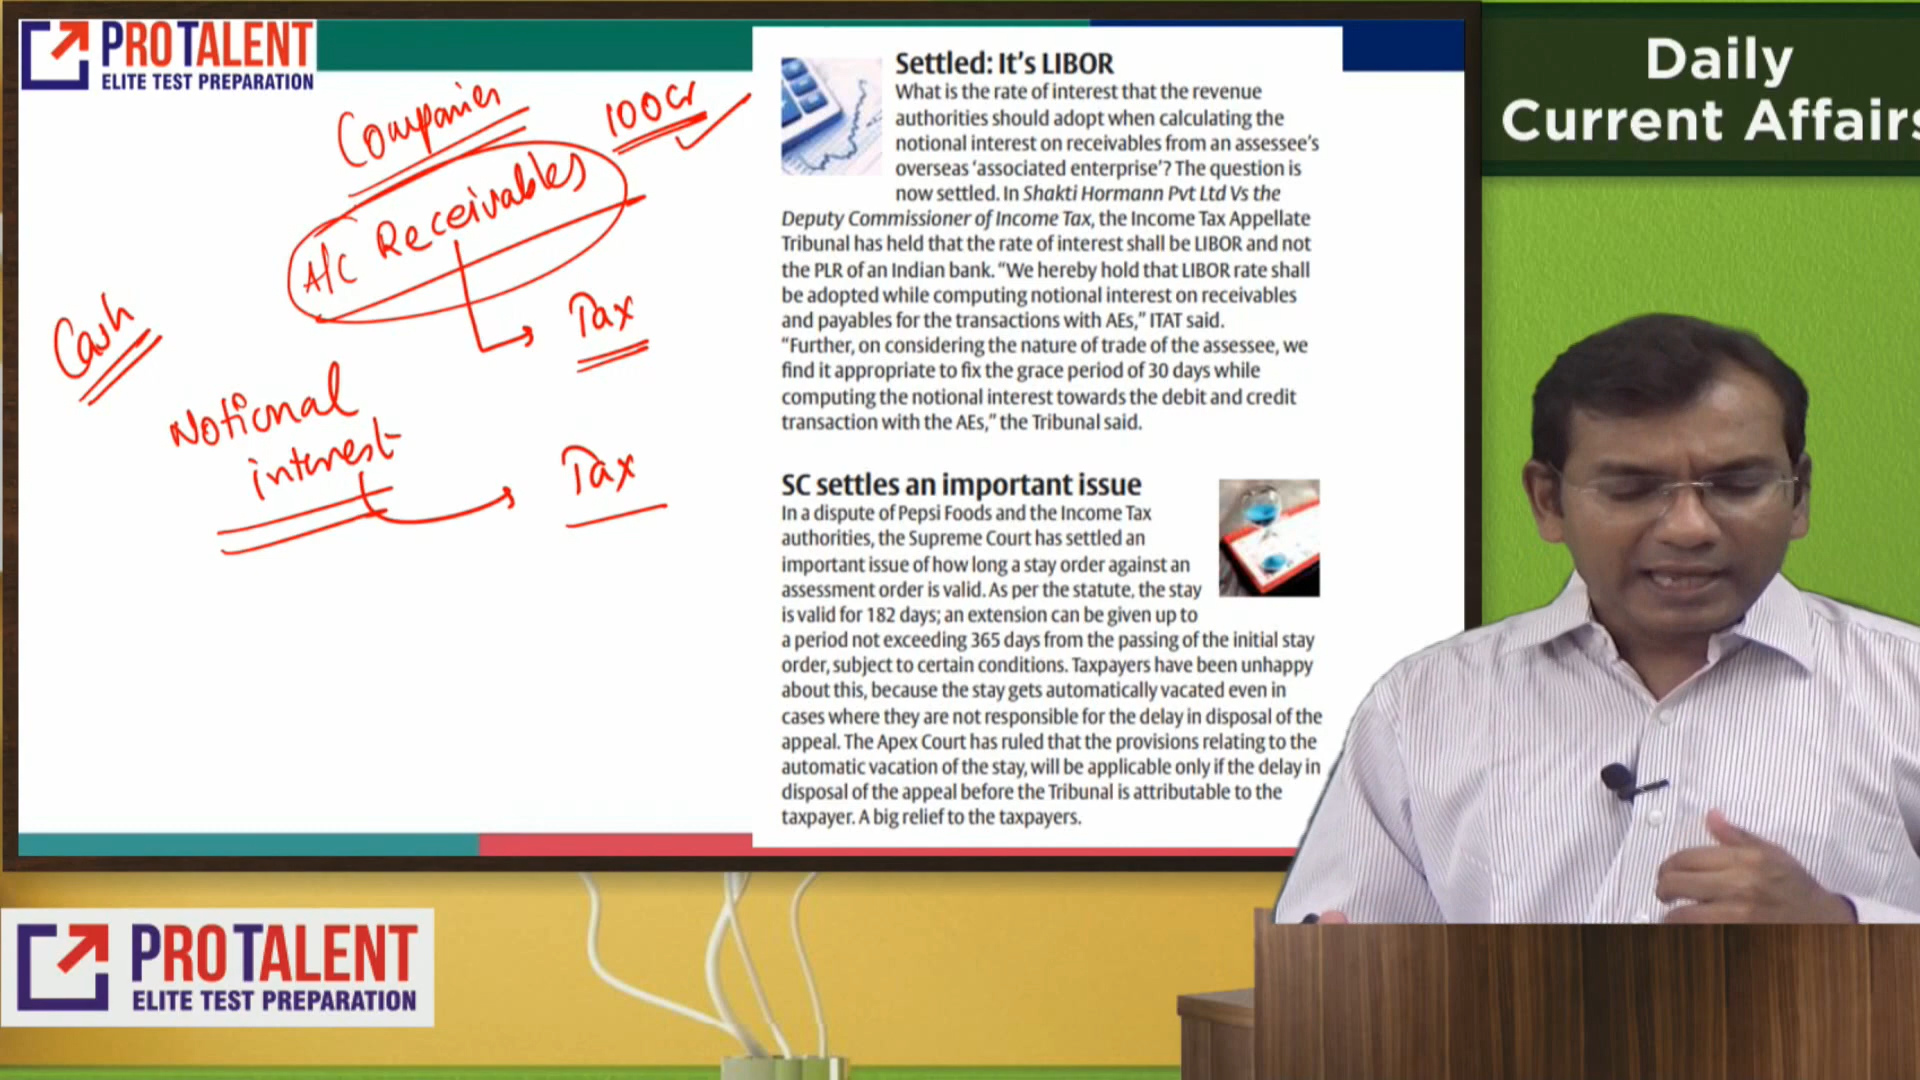 PROTALENT
ELITE TEST PREPARATION
Companies
100 Cr
A/C Receivables
Tax
Cash
Notional
interest
Tax
Settled: It's LIBOR
What is the rate of interest that the revenue
authorities should adopt when calculating the
notional interest on receivables from an assessee's
overseas 'associated enterprise'? The question is
now settled. In Shakti Hormann Pvt Ltd Vs the
Deputy Commissioner of Income Tax, the Income Tax Appellate
Tribunal has held that the rate of interest shall be LIBOR and not
the PLR of an Indian bank. "We hereby hold that LIBOR rate shall
be adopted while computing notional interest on receivables
and payables for the transactions with AEs," ITAT said.
"Further, on considering the nature of trade of the assessee, we
find it appropriate to fix the grace period of 30 days while
computing the notional interest towards the debit and credit
transaction with the AEs," the Tribunal said.
SC settles an important issue
In a dispute of Pepsi Foods and the Income Tax
authorities, the Supreme Court has settled an
important issue of how long a stay order against an
assessment order is valid. As per the statute, the stay
is valid for 182 days; an extension can be given up to
a period not exceeding 365 days from the passing of the initial stay
order, subject to certain conditions. Taxpayers have been unhappy
about this, because the stay gets automatically vacated even in
cases where they are not responsible for the delay in disposal of the
appeal. The Apex Court has ruled that the provisions relating to the
automatic vacation of the stay, will be applicable only if the delay in
disposal of the appeal before the Tribunal is attributable to the
taxpayer. A big relief to the taxpayers.
Daily
Current Affairs
PROTALENT
ELITE TEST PREPARATION